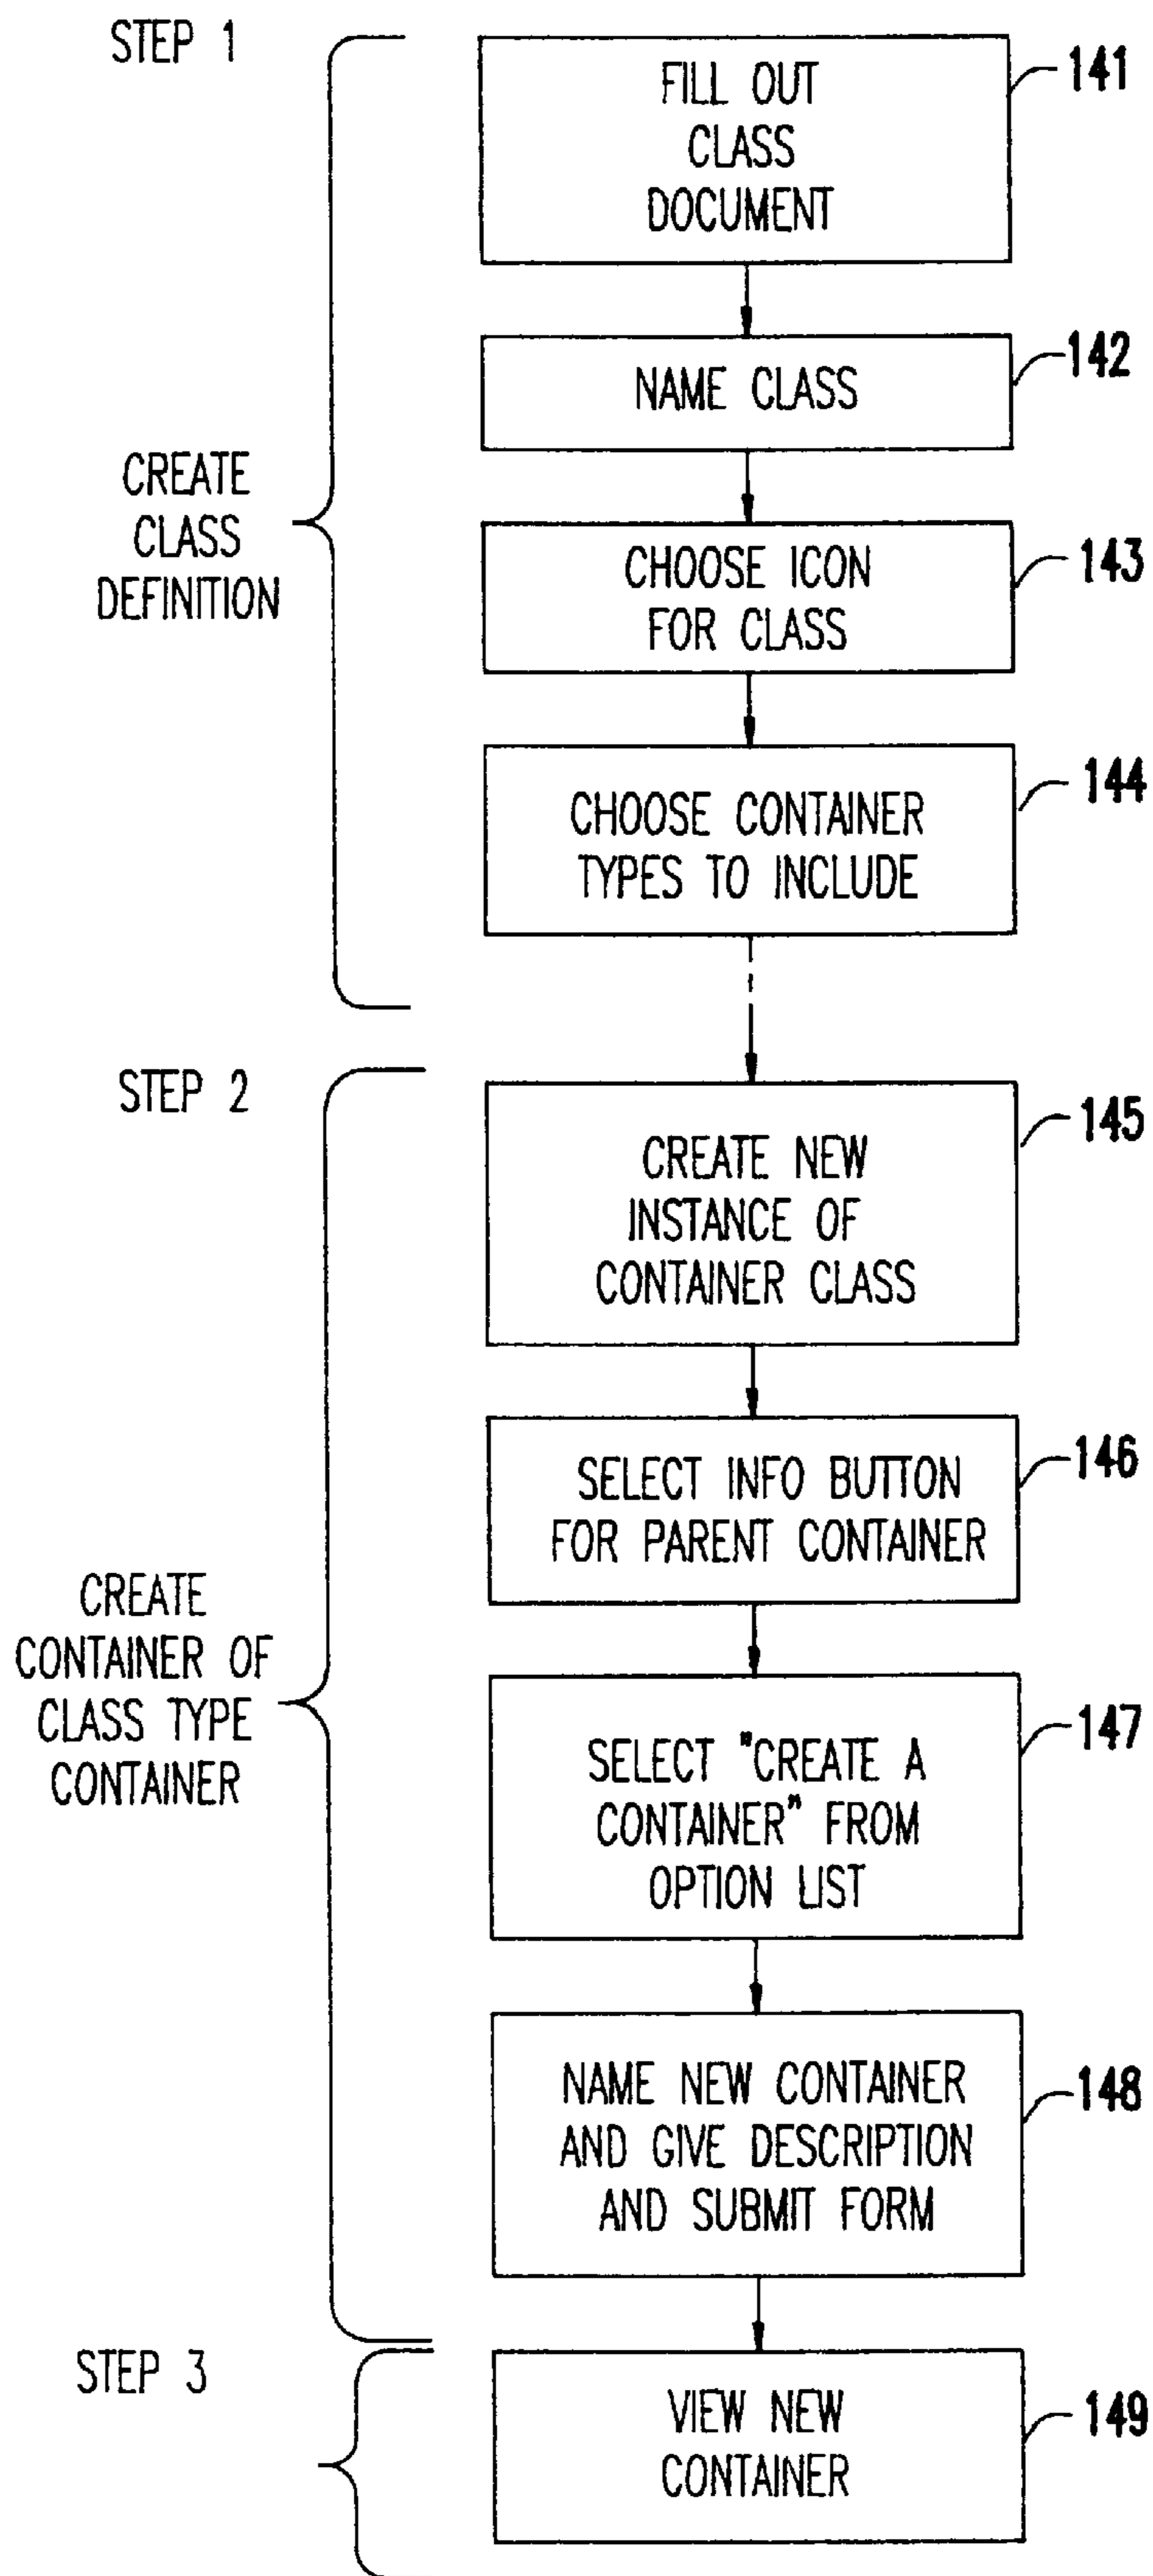 STEP 1
FILL OUT
CLASS
DOCUMENT
141
NAME CLASS
142
CREATE
CLASS
DEFINITION
CHOOSE ICON
FOR CLASS
143
CHOOSE CONTAINER
TYPES TO INCLUDE
144
STEP 2
CREATE NEW
INSTANCE OF
CONTAINER CLASS
145
SELECT INFO BUTTON
FOR PARENT CONTAINER
146
CREATE
CONTAINER OF
CLASS TYPE
CONTAINER
SELECT "CREATE A
CONTAINER" FROM
OPTION LIST
147
NAME NEW CONTAINER
AND GIVE DESCRIPTION
AND SUBMIT FORM
148
STEP 3
VIEW NEW
CONTAINER
149